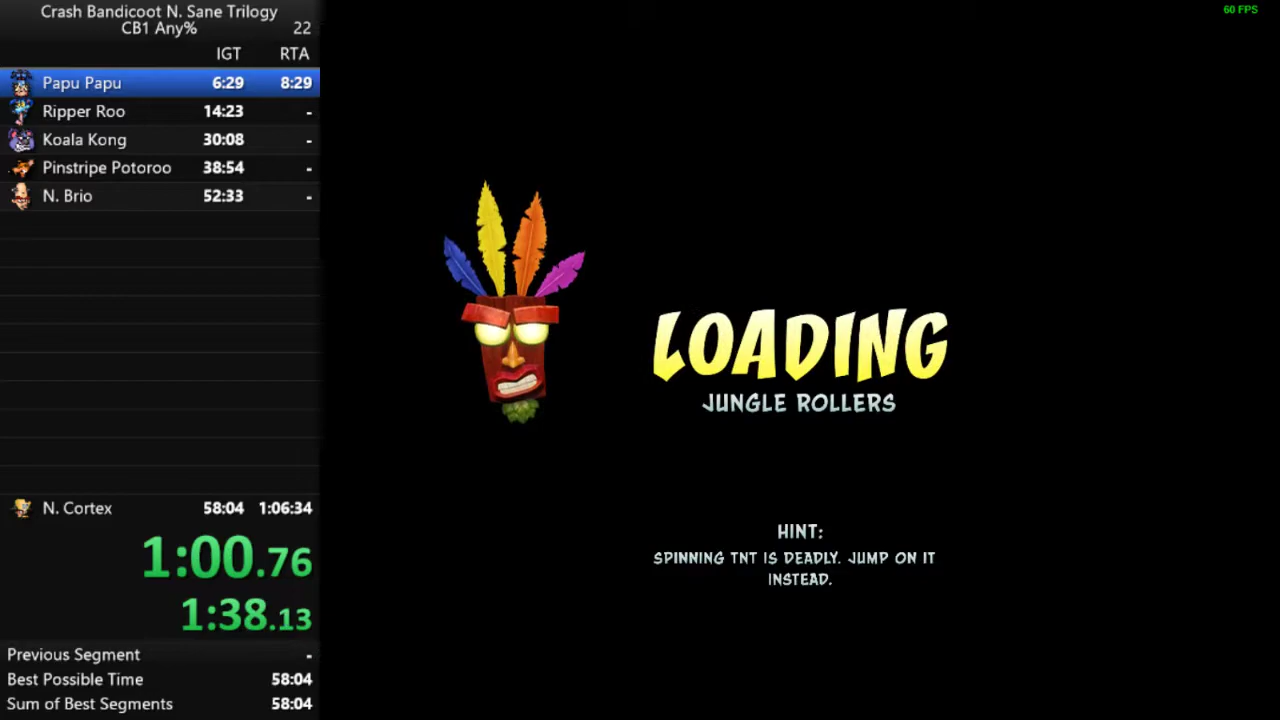 Crash Bandicoot N. Sane Trilogy
CB1 Any% 22
IGT RTA
Papu Papu 6:29 8:29
Ripper Roo 14:23 -
Koala Kong 30:08 -
Pinstripe Potoroo 38:54 -
N. Brio 52:33 -
N. Cortex 58:04 1:06:34
1:00.76
1:38.13
Previous Segment -
Best Possible Time 58:04
Sum of Best Segments 58:04
60 FPS
LOADING
JUNGLE ROLLERS
HINT:
SPINNING TNT IS DEADLY. JUMP ON IT
INSTEAD.